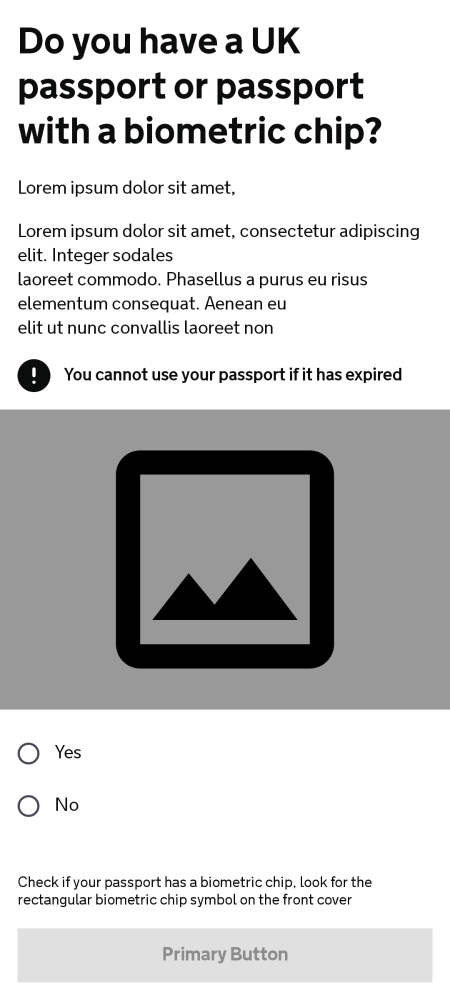 Do you have a UK
passport or passport
with a biometric chip?
Lorem ipsum dolor sit amet,
Lorem ipsum dolor sit amet, consectetur adipiscing
elit. Integer sodales
laoreet commodo. Phasellus a purus eu risus
elementum consequat. Aenean eu
elit ut nunc convallis laoreet non
You cannot use your passport if it has expired
Yes
No
Check if your passport has a biometric chip, look for the
rectangular biometric chip symbol on the front cover
Primary Button